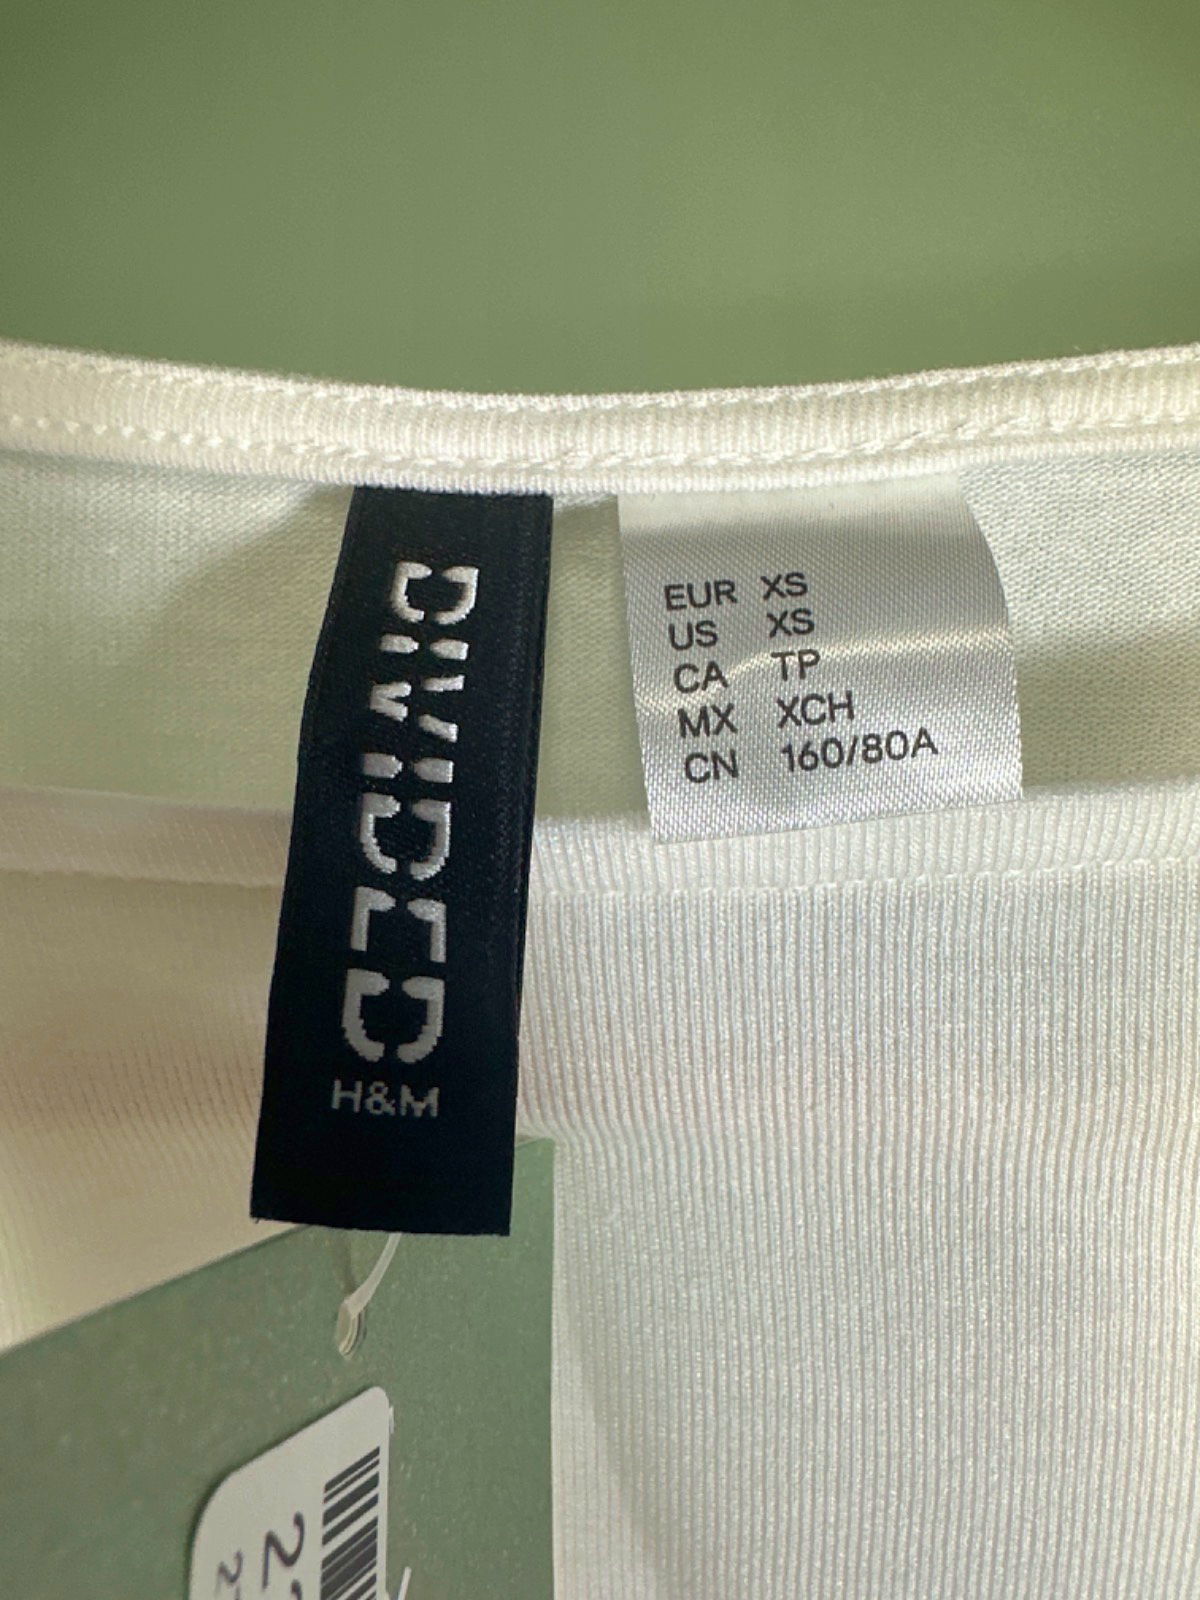 DIVIDED
H&M
EUR XS
US XS
CA TP
MX XCH
CN 160/80A